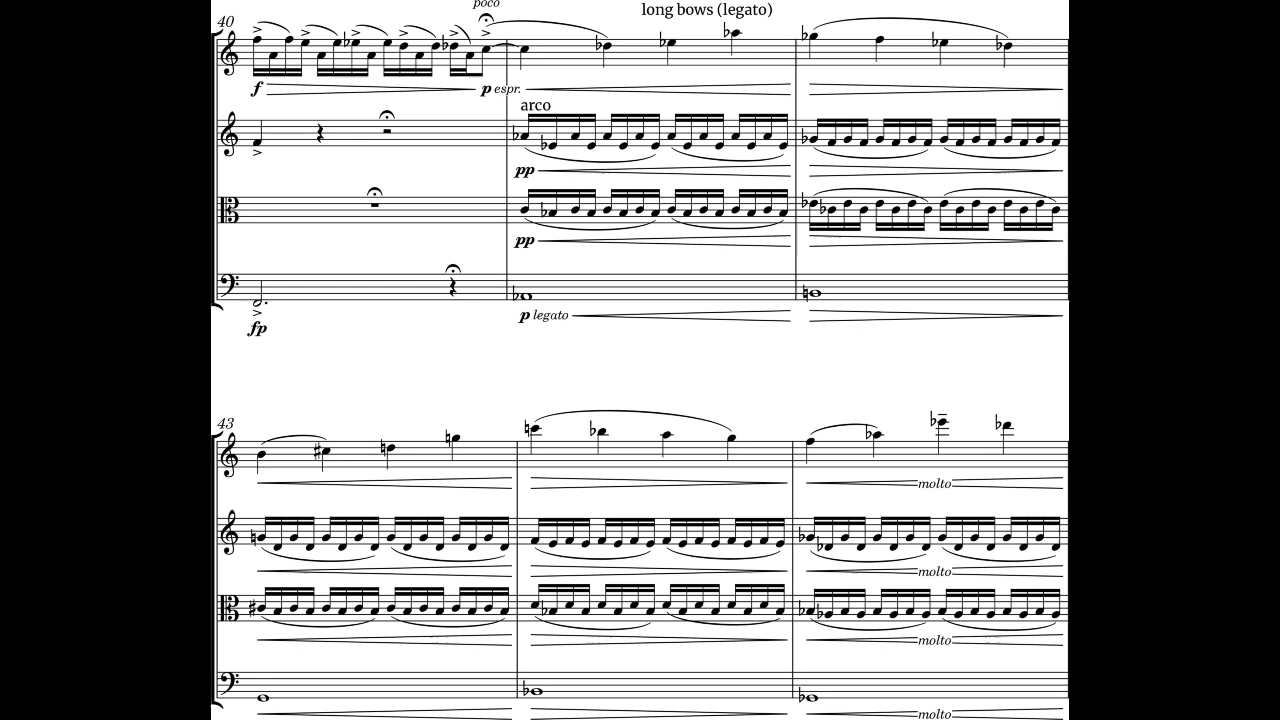 poco
long bows (legato)
40
f
p espr.
arco
pp
pp
fp
p legato
43
molto
molto
molto
molto